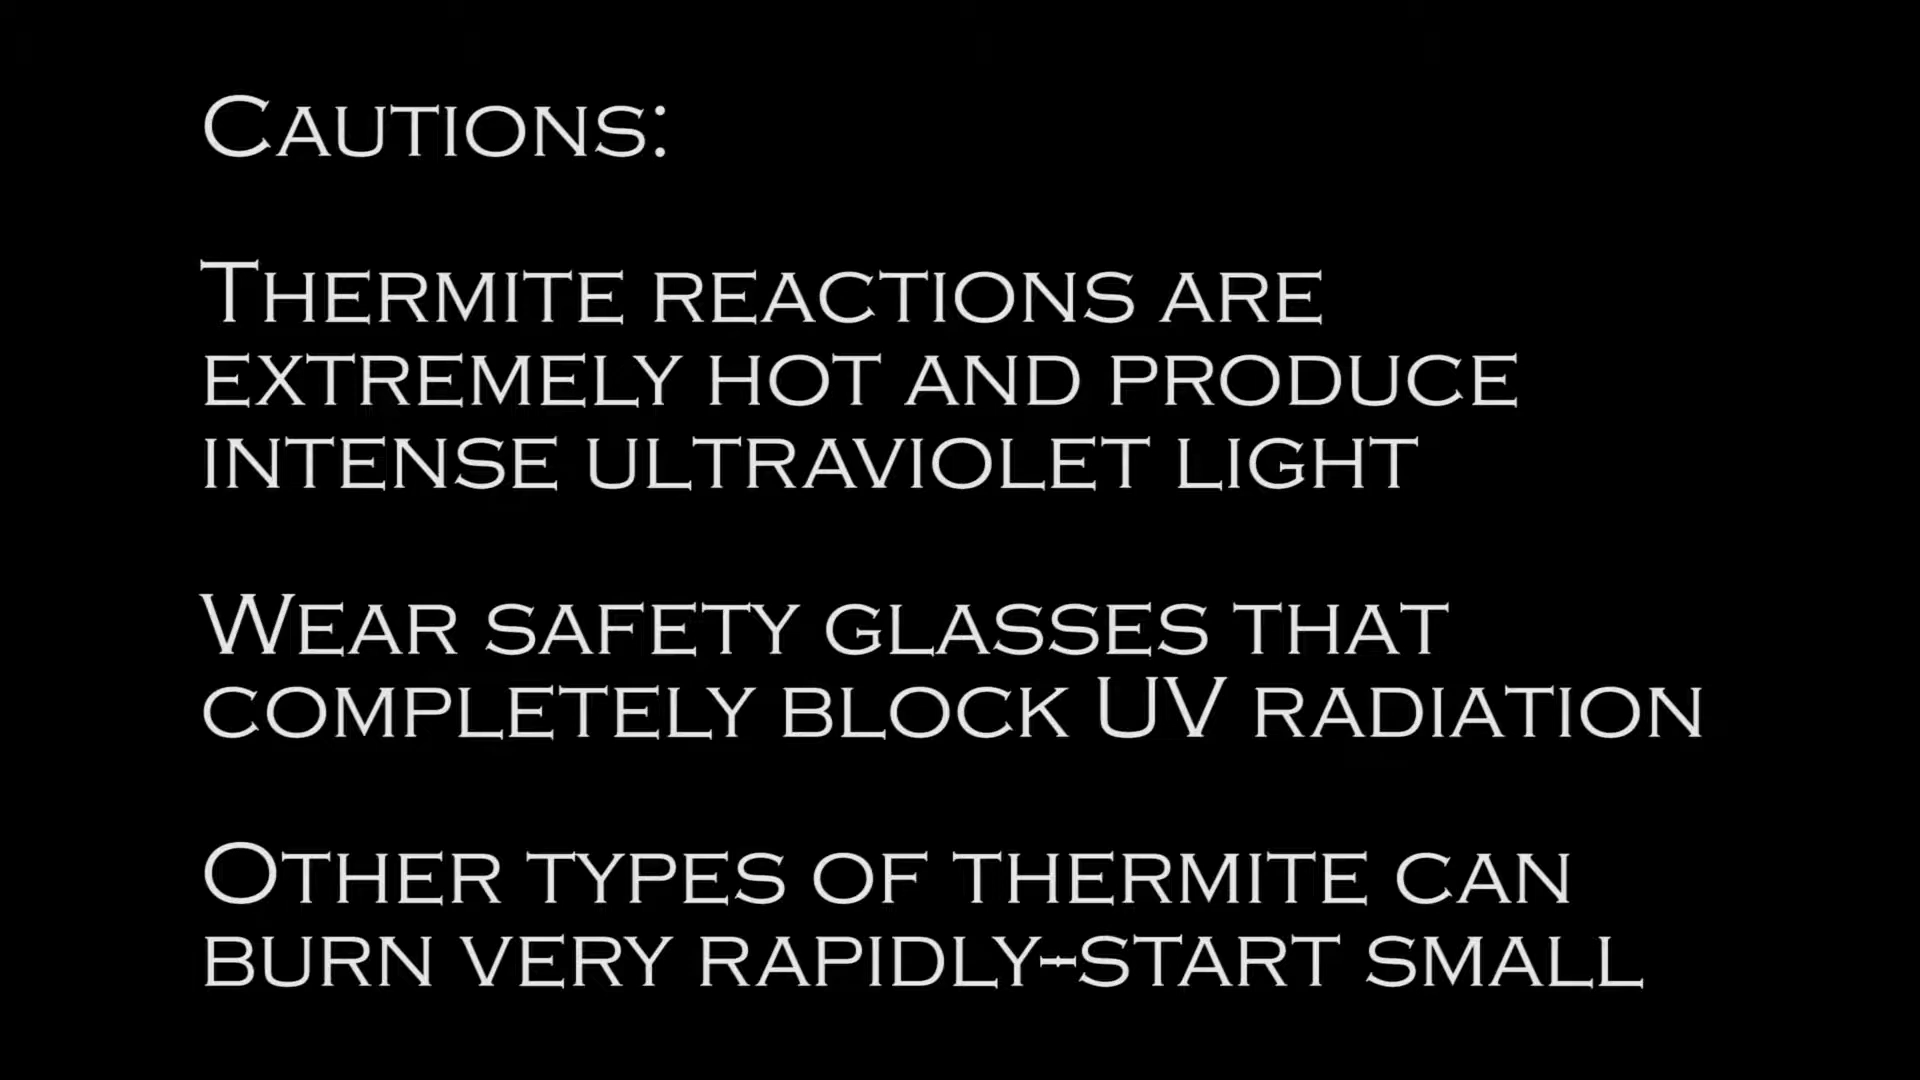 Cautions:
Thermite reactions are
extremely hot and produce
intense ultraviolet light
Wear safety glasses that
completely block UV radiation
Other types of thermite can
burn very rapidly--start small